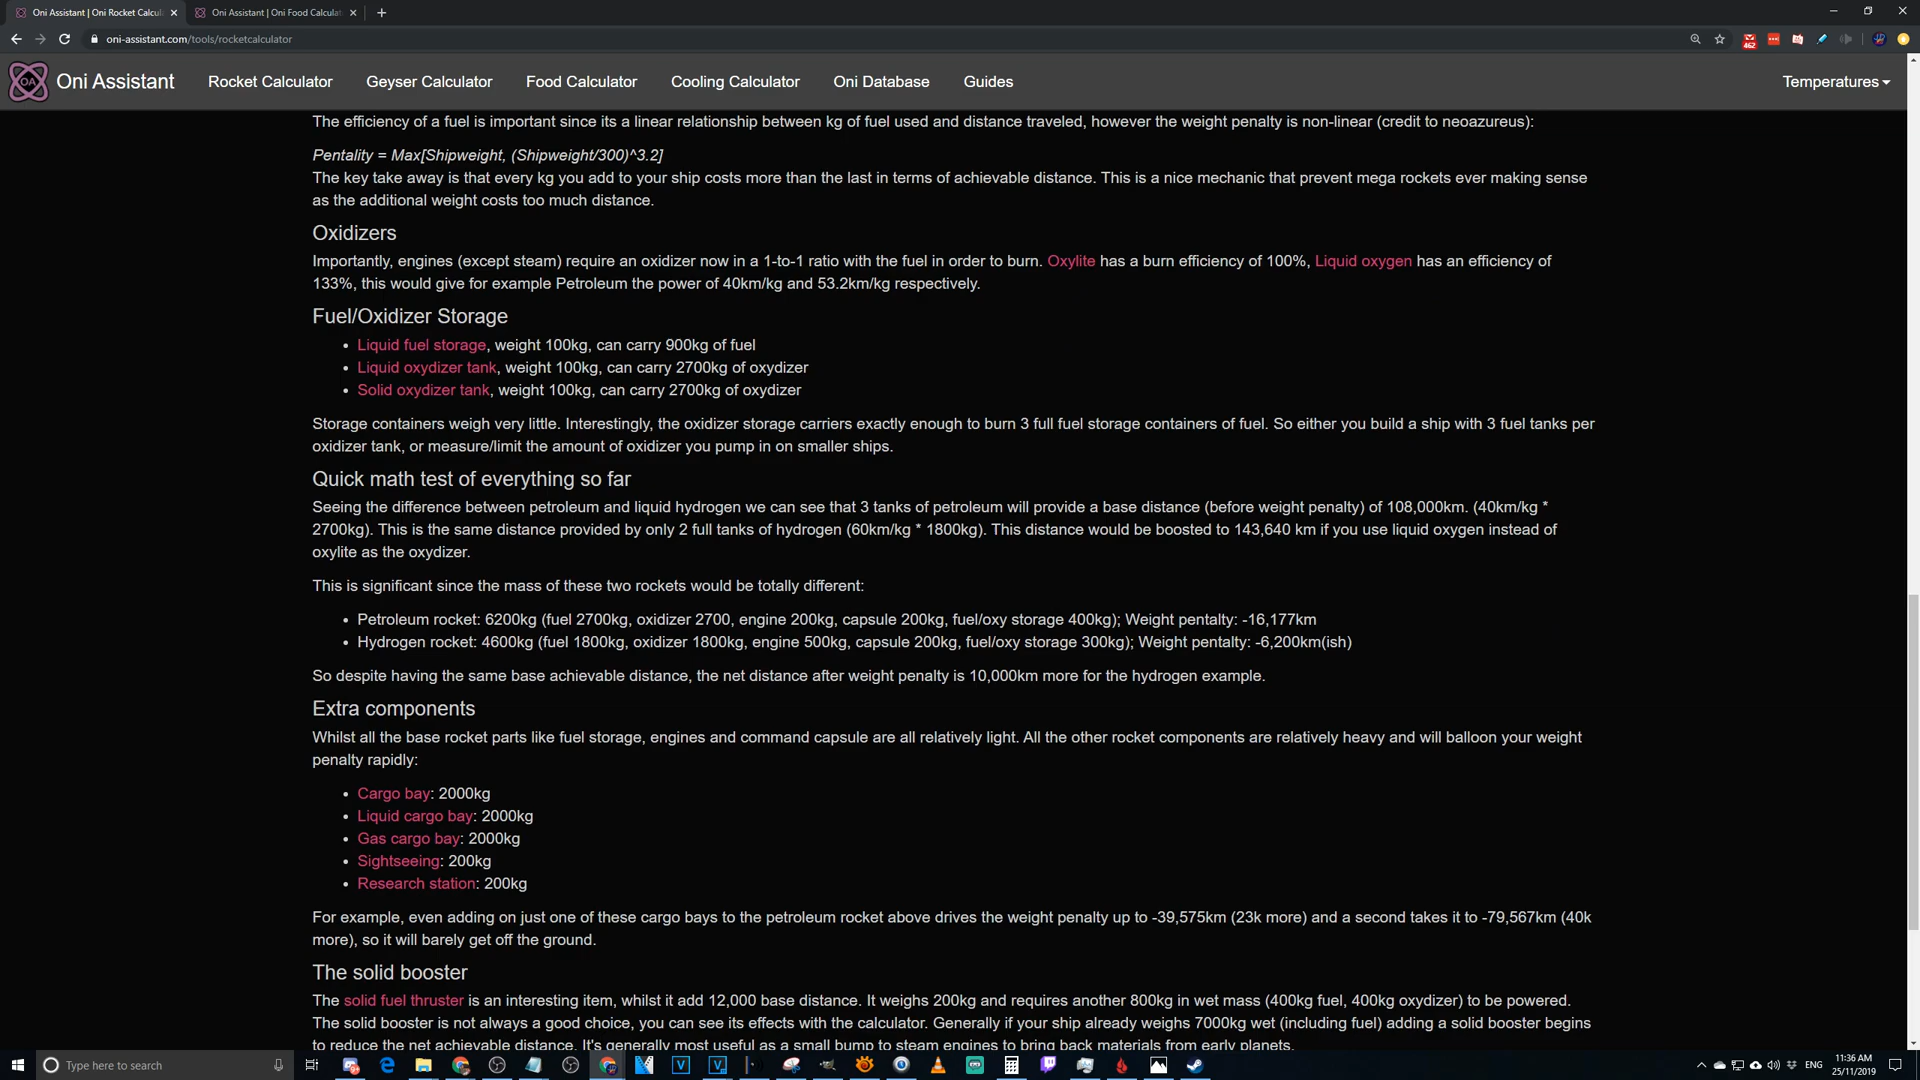 Oni Assistant | Oni Rocket Calcul
Oni Assistant | Oni Food Calculat
oni-assistant.com/tools/rocketcalculator
462
OA
Oni Assistant
Rocket Calculator
Geyser Calculator
Food Calculator
Cooling Calculator
Oni Database
Guides
Temperatures
The efficiency of a fuel is important since its a linear relationship between kg of fuel used and distance traveled, however the weight penalty is non-linear (credit to neoazureus):
Pentality = Max[Shipweight, (Shipweight/300)^3.2]
The key take away is that every kg you add to your ship costs more than the last in terms of achievable distance. This is a nice mechanic that prevent mega rockets ever making sense
as the additional weight costs too much distance.
Oxidizers
Importantly, engines (except steam) require an oxidizer now in a 1-to-1 ratio with the fuel in order to burn. Oxylite has a burn efficiency of 100%, Liquid oxygen has an efficiency of
133%, this would give for example Petroleum the power of 40km/kg and 53.2km/kg respectively.
Fuel/Oxidizer Storage
• Liquid fuel storage, weight 100kg, can carry 900kg of fuel
• Liquid oxydizer tank, weight 100kg, can carry 2700kg of oxydizer
• Solid oxydizer tank, weight 100kg, can carry 2700kg of oxydizer
Storage containers weigh very little. Interestingly, the oxidizer storage carriers exactly enough to burn 3 full fuel storage containers of fuel. So either you build a ship with 3 fuel tanks per
oxidizer tank, or measure/limit the amount of oxidizer you pump in on smaller ships.
Quick math test of everything so far
Seeing the difference between petroleum and liquid hydrogen we can see that 3 tanks of petroleum will provide a base distance (before weight penalty) of 108,000km. (40km/kg *
2700kg). This is the same distance provided by only 2 full tanks of hydrogen (60km/kg * 1800kg). This distance would be boosted to 143,640 km if you use liquid oxygen instead of
oxylite as the oxydizer.
This is significant since the mass of these two rockets would be totally different:
• Petroleum rocket: 6200kg (fuel 2700kg, oxidizer 2700, engine 200kg, capsule 200kg, fuel/oxy storage 400kg); Weight pentalty: -16,177km
• Hydrogen rocket: 4600kg (fuel 1800kg, oxidizer 1800kg, engine 500kg, capsule 200kg, fuel/oxy storage 300kg); Weight pentalty: -6,200km(ish)
So despite having the same base achievable distance, the net distance after weight penalty is 10,000km more for the hydrogen example.
Extra components
Whilst all the base rocket parts like fuel storage, engines and command capsule are all relatively light. All the other rocket components are relatively heavy and will balloon your weight
penalty rapidly:
• Cargo bay: 2000kg
• Liquid cargo bay: 2000kg
• Gas cargo bay: 2000kg
• Sightseeing: 200kg
• Research station: 200kg
For example, even adding on just one of these cargo bays to the petroleum rocket above drives the weight penalty up to -39,575km (23k more) and a second takes it to -79,567km (40k
more), so it will barely get off the ground.
The solid booster
The solid fuel thruster is an interesting item, whilst it add 12,000 base distance. It weighs 200kg and requires another 800kg in wet mass (400kg fuel, 400kg oxydizer) to be powered.
The solid booster is not always a good choice, you can see its effects with the calculator. Generally if your ship already weighs 7000kg wet (including fuel) adding a solid booster begins
to reduce the net achievable distance. It's generally most useful as a small bump to steam engines to bring back materials from early planets.
Type here to search
ENG
11:36 AM
25/11/2019